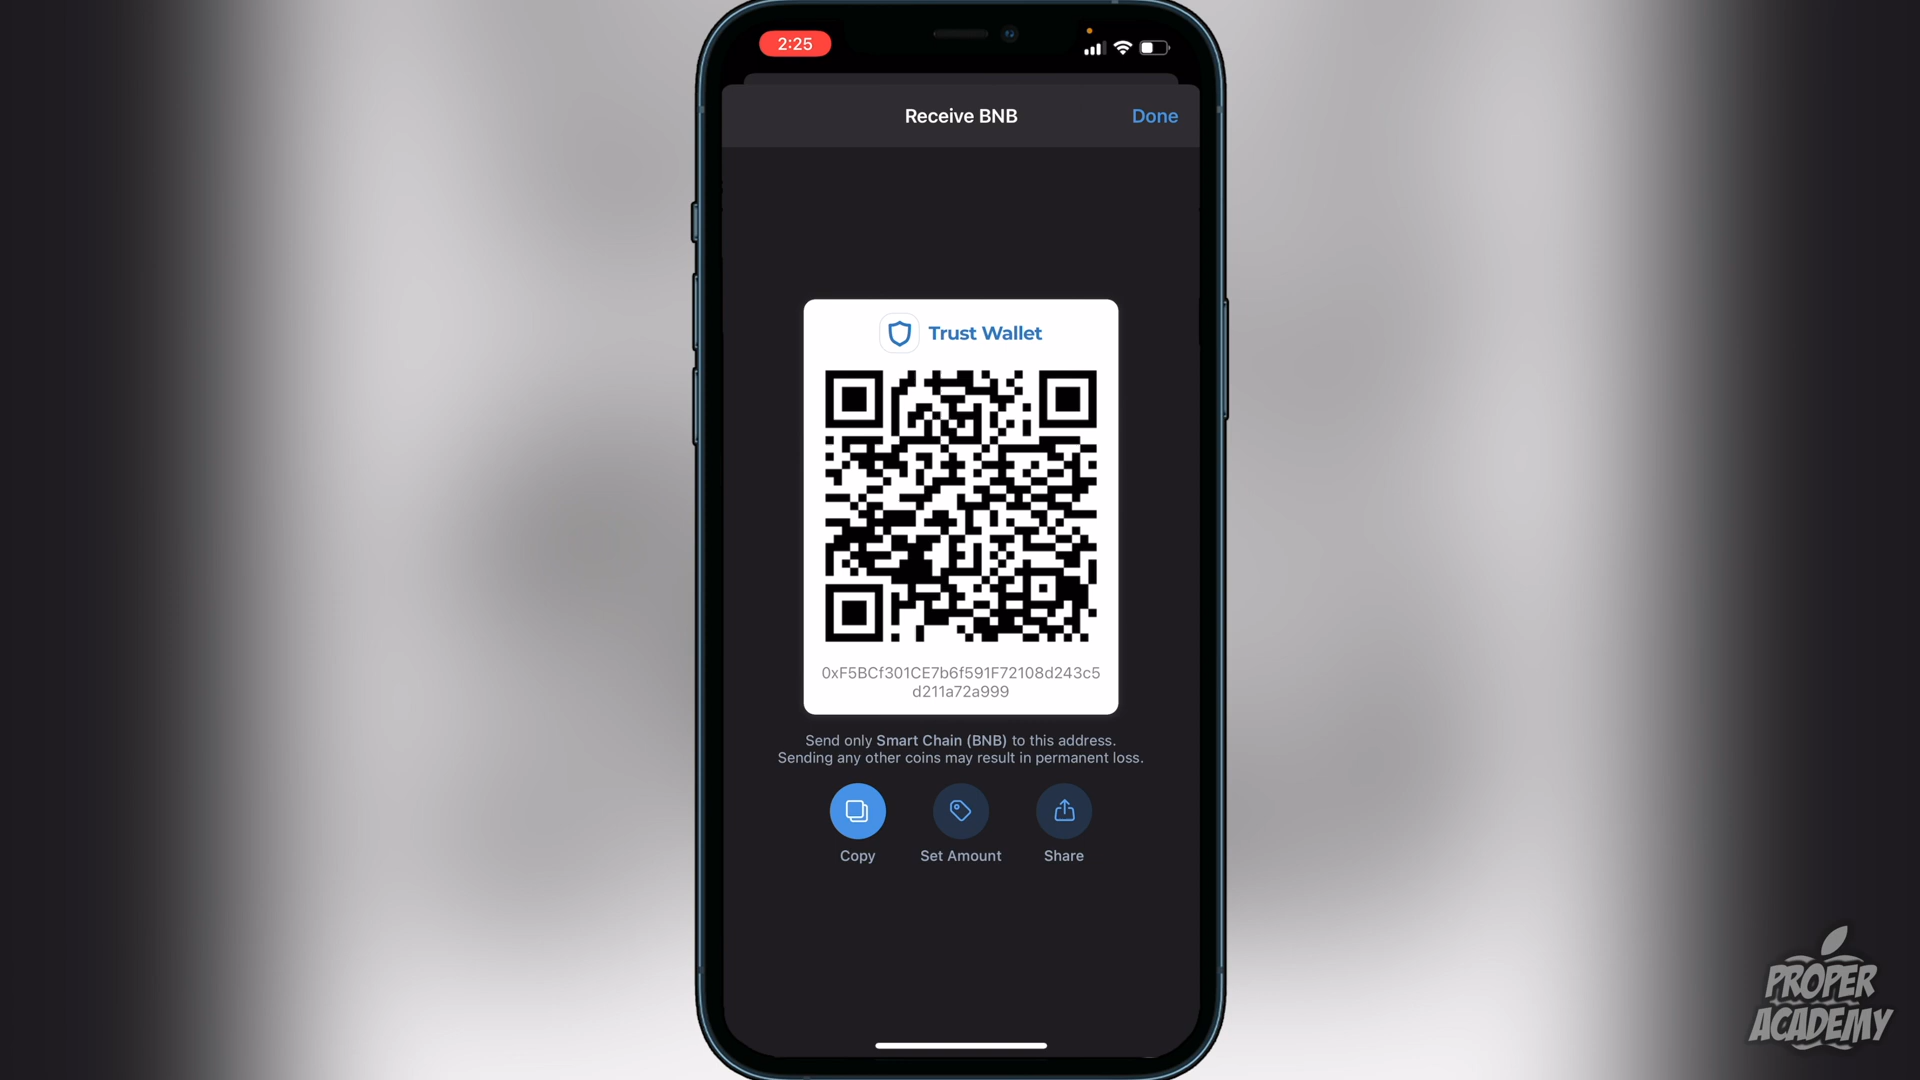 2:25
Receive BNB
Done
Trust Wallet
0xF5BCf301CE7b6f591F72108d243c5
d211a72a999
Send only Smart Chain (BNB) to this address.
Sending any other coins may result in permanent loss.
Copy
Set Amount
Share
PROPER
ACADEMY